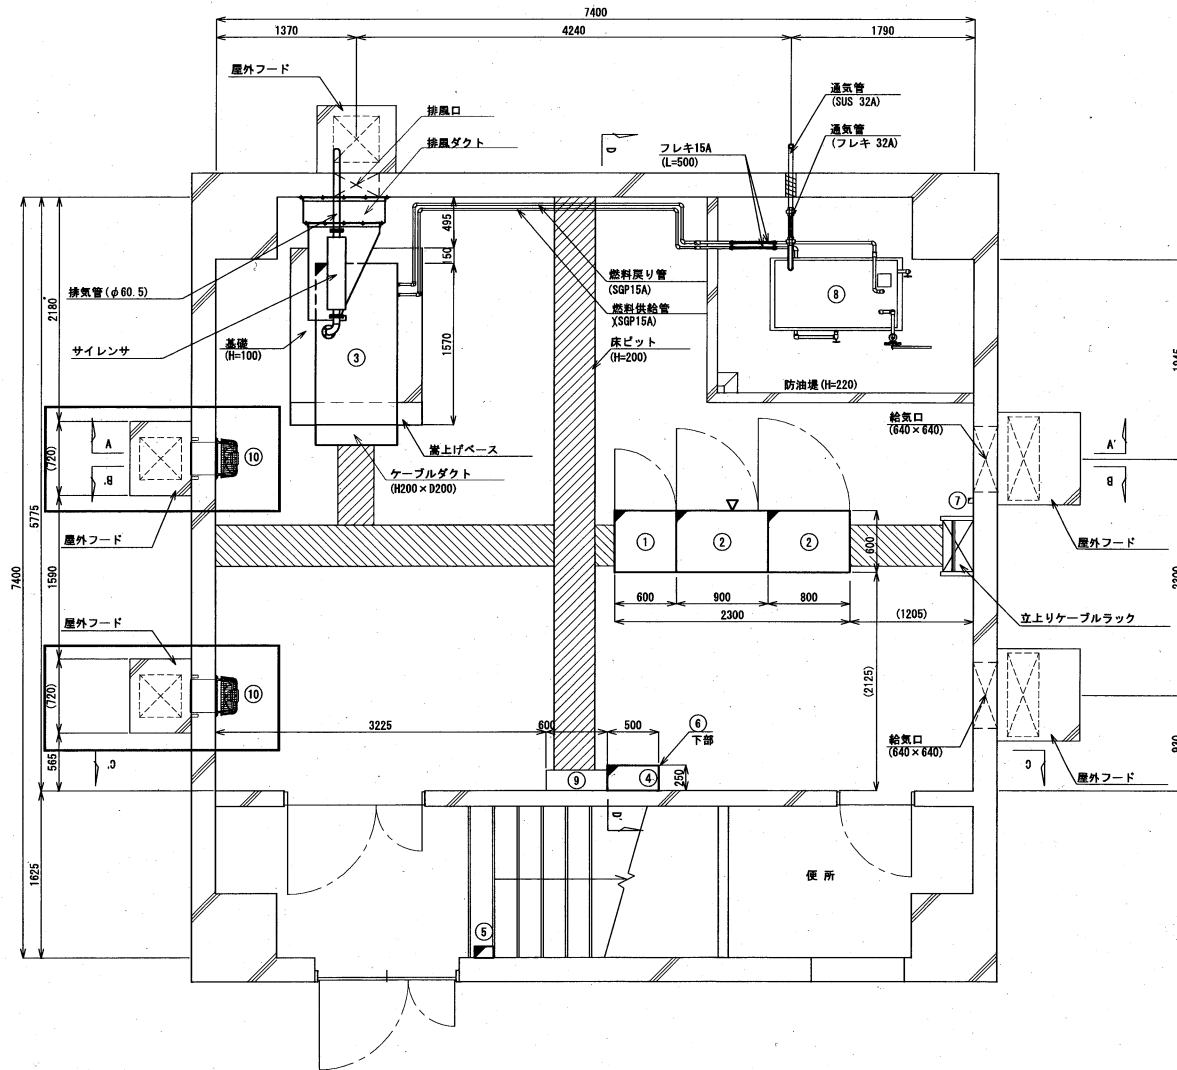 7400
1370
4240
1790
屋外フード
排風口
排風ダクト
通気管
(SUS 32A)
通気管
(フレキ 32A)
フレキ15A
(L=500)
D
495
150
1570
燃料戻り管
(SGP15A)
燃料供給管
(SGP15A)
床ピット
(H=200)
⑧
防油堤(H=220)
排気管(φ60.5)
サイレンサ
基礎
(H=100)
③
2180
5775
7400
嵩上げベース
ケーブルダクト
(H200×D200)
給気口
(640×640)
A
B'
(720)
⑩
屋外フード
1590
A'
B
⑦
屋外フード
①
②
②
600
600
900
800
2300
(1205)
立上りケーブルラック
2300
屋外フード
(720)
⑩
(2125)
3225
600
500
⑥
下部
④
250
⑨
給気口
(640×640)
565
C'
C
930
屋外フード
D'
1625
便所
⑤